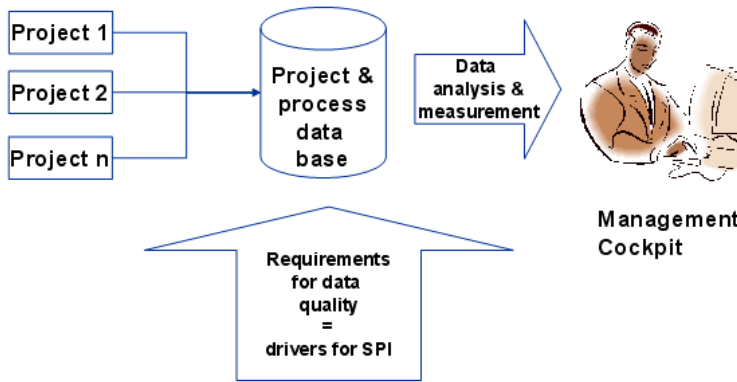 Project 1
Project 2
Project n
Project &
process
data
base
Data
analysis &
measurement
Management
Cockpit
Requirements
for data
quality
=
drivers for SPI